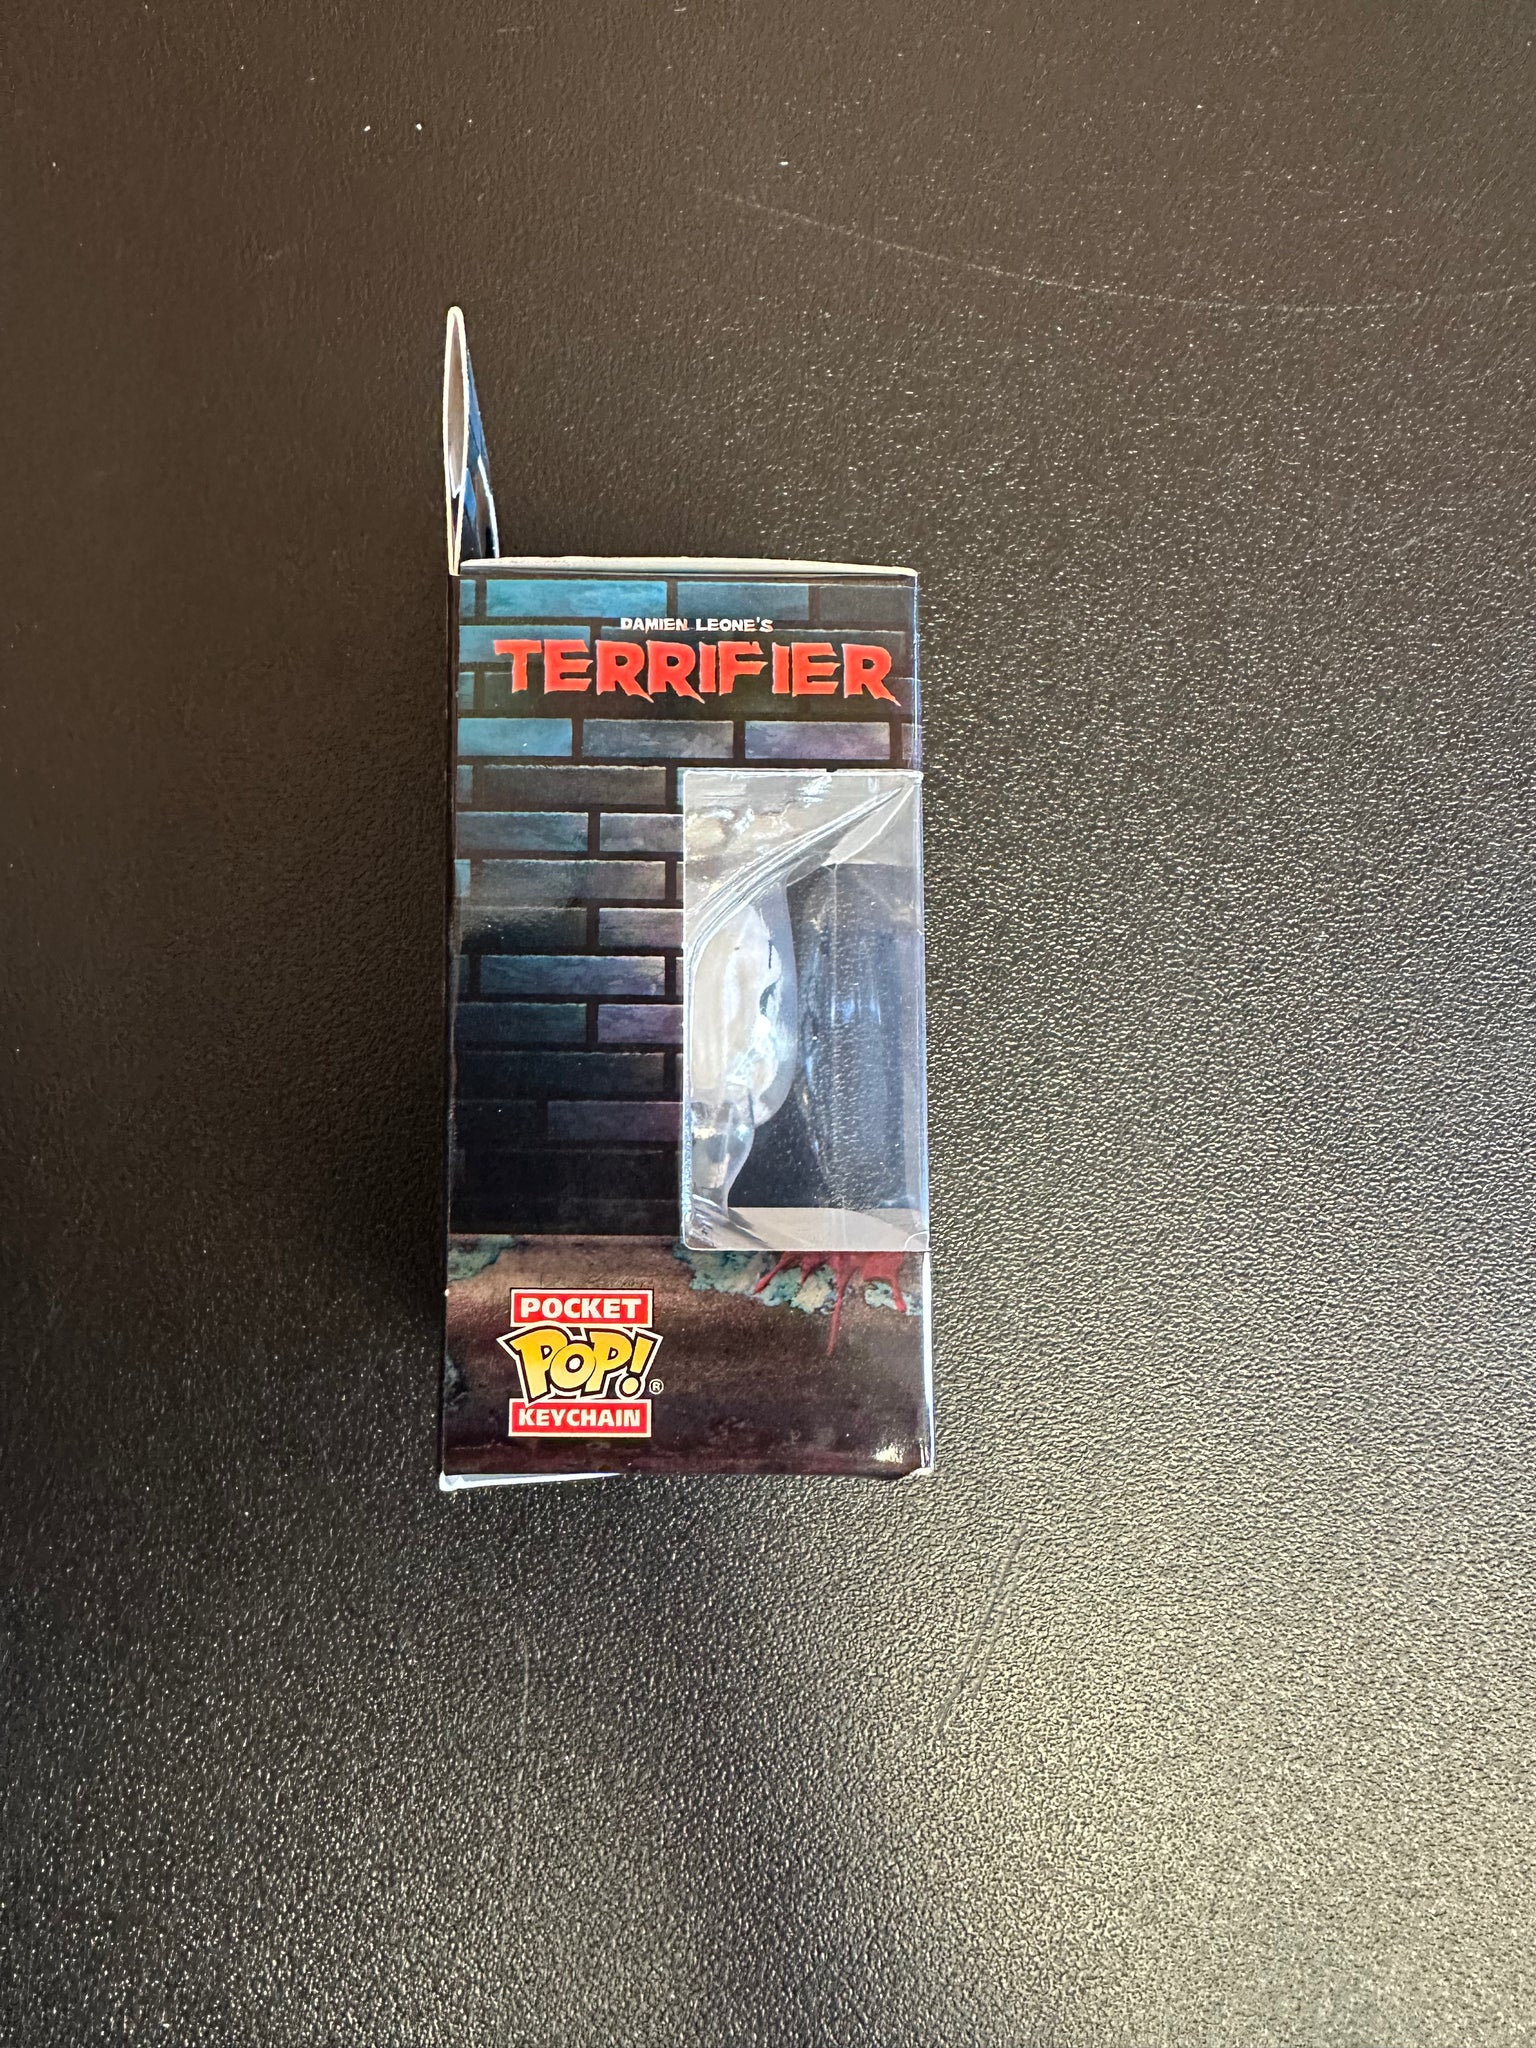 DAMIEN LEONE'S
TERRIFIER
POCKET
POP! ®
KEYCHAIN